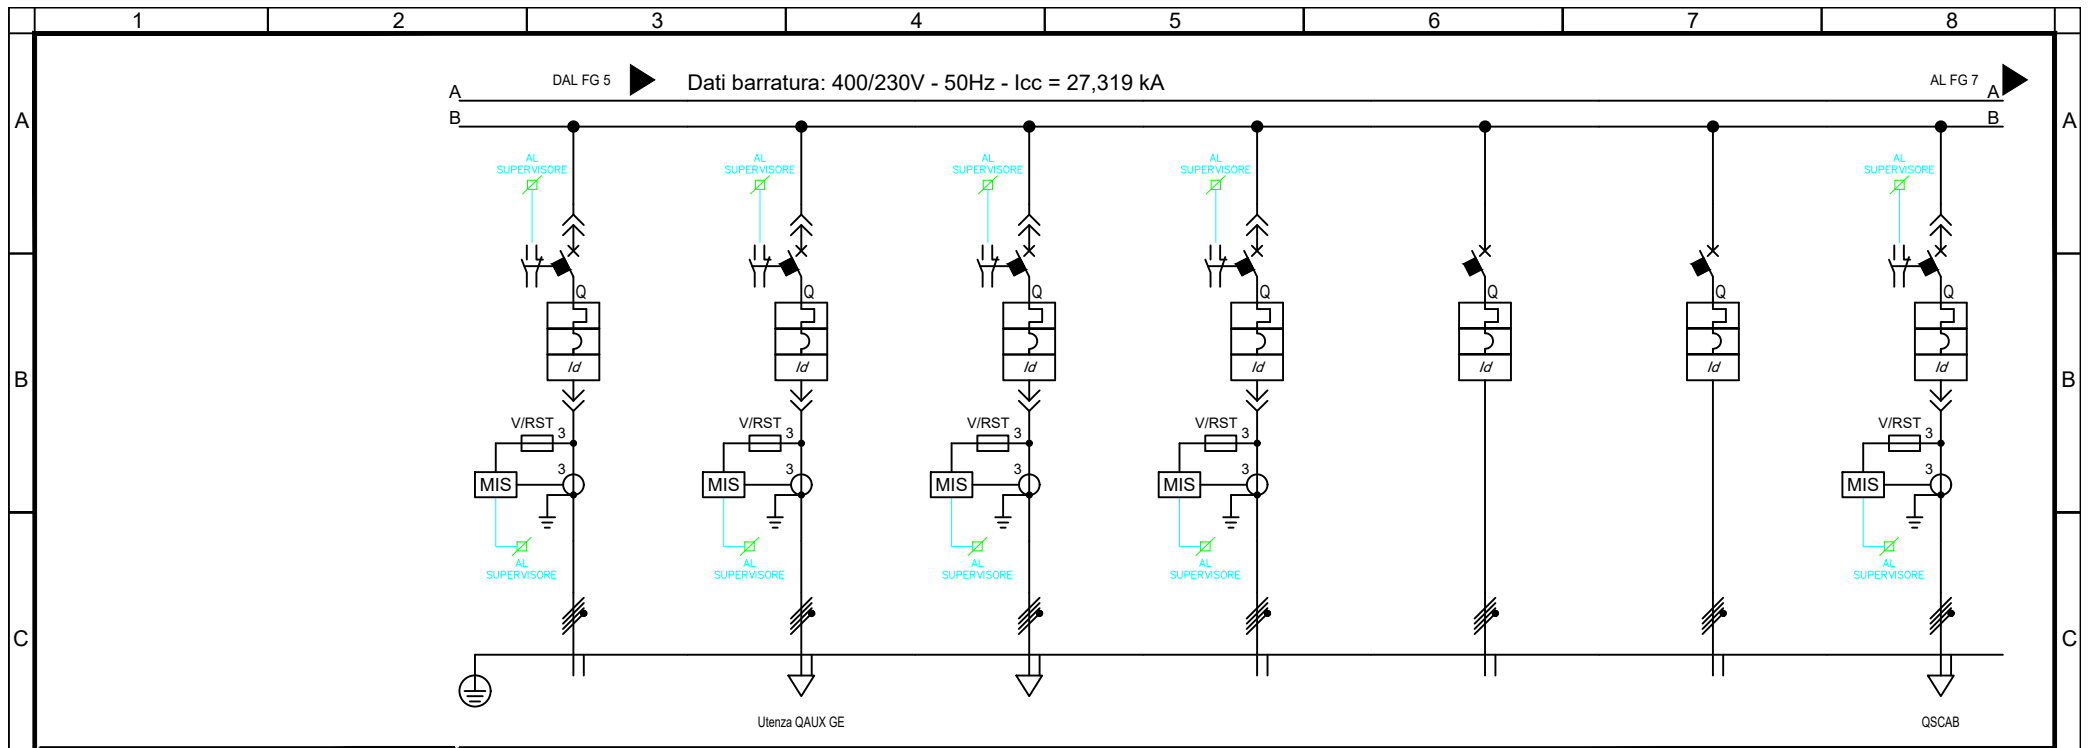 1 2 3 4 5 6 7 8
DAL FG 5 Dati barratura: 400/230V - 50Hz - Icc = 27,319 kA AL FG 7
A A
A A
B B
AL AL AL AL AL
SUPERVISORE SUPERVISORE SUPERVISORE SUPERVISORE SUPERVISORE
Q Q Q Q Q Q Q
Id Id Id Id Id Id Id
B B
V/RST 3 V/RST 3 V/RST 3 V/RST 3 V/RST 3
3 3 3 3 3
MIS MIS MIS MIS MIS
AL AL AL AL AL
SUPERVISORE SUPERVISORE SUPERVISORE SUPERVISORE SUPERVISORE
C C
Utenza QAUX GE QSCAB